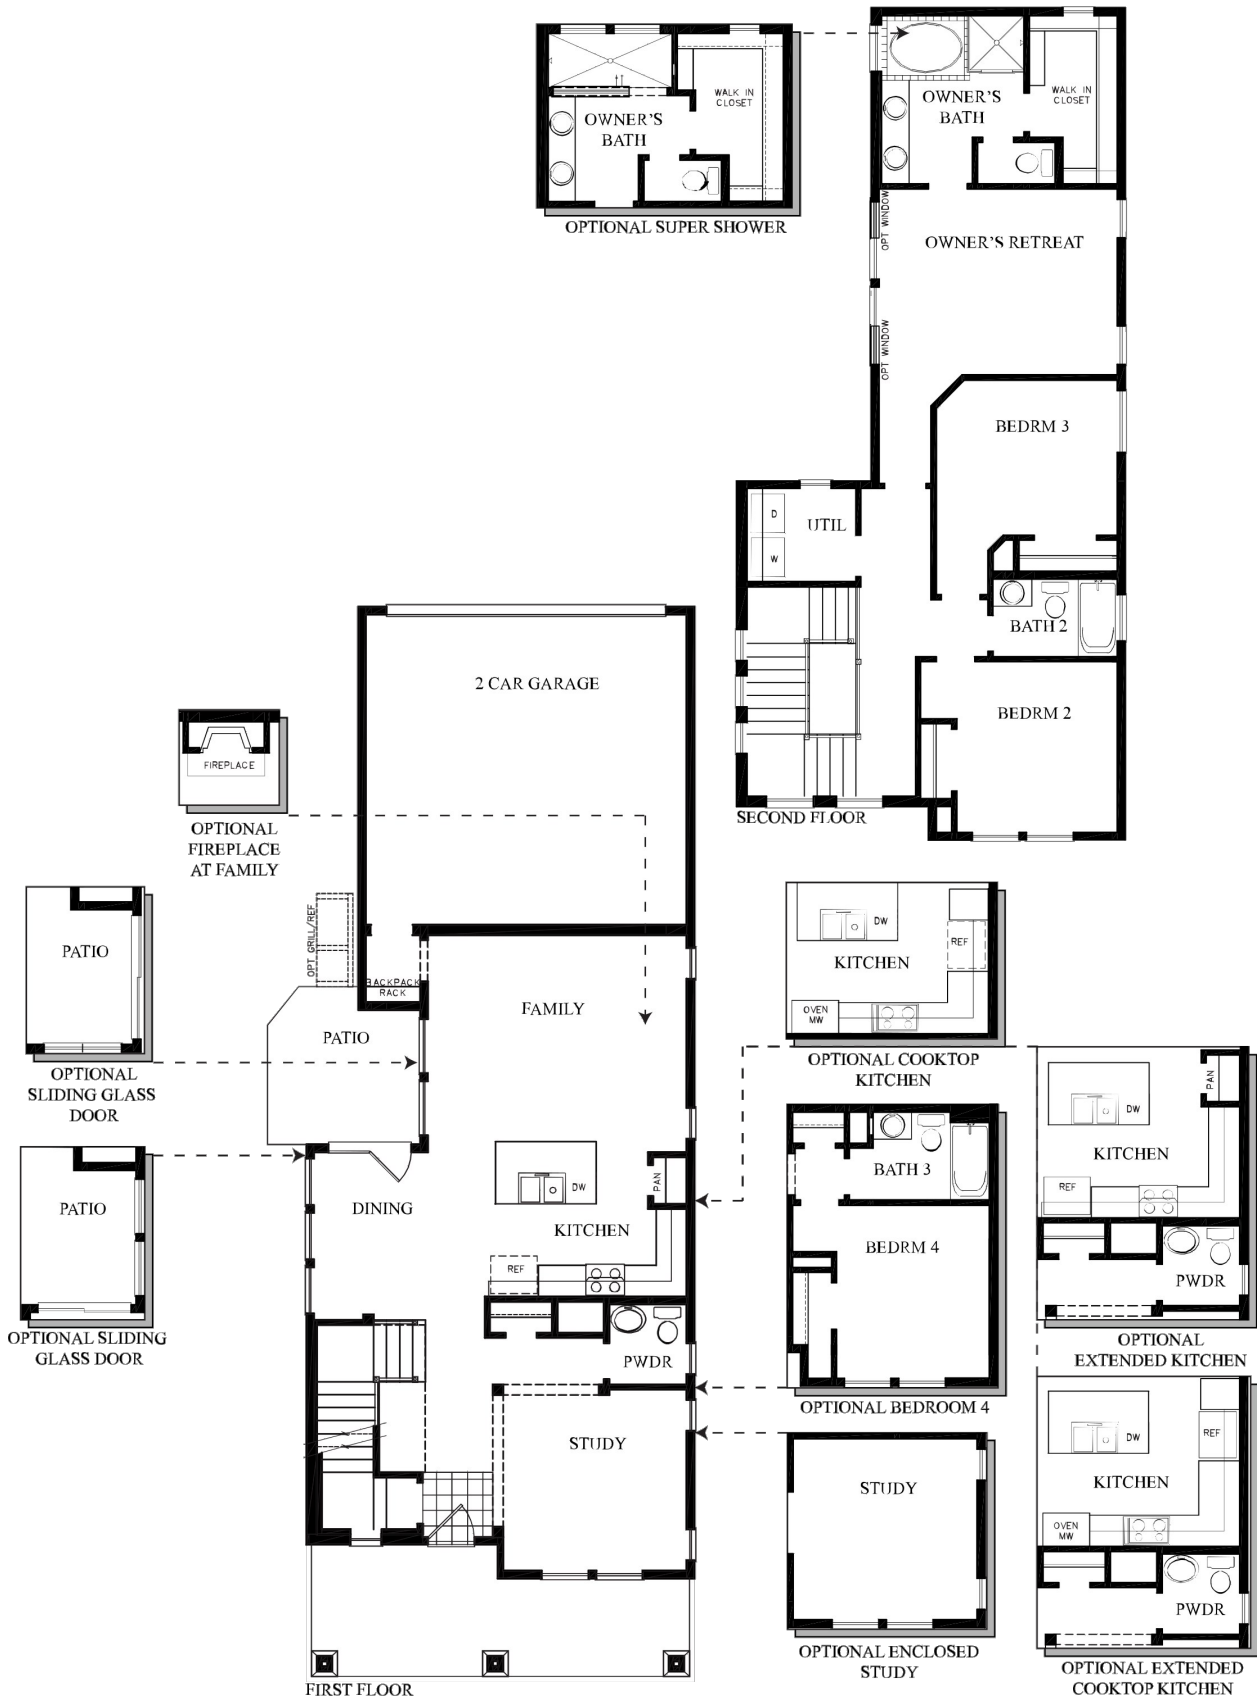 WALK IN
CLOSET
OWNER'S
BATH
OPTIONAL SUPER SHOWER
OWNER'S
BATH
WALK IN
CLOSET
OPT WINDOW
OWNER'S RETREAT
OPT WINDOW
BEDRM 3
D
UTIL
W
BATH 2
BEDRM 2
SECOND FLOOR
2 CAR GARAGE
FIREPLACE
OPTIONAL
FIREPLACE
AT FAMILY
PATIO
OPTIONAL
SLIDING GLASS
DOOR
PATIO
OPTIONAL SLIDING
GLASS DOOR
OPT GRILL/REF
BACKPACK
RACK
FAMILY
PATIO
DINING
DW
PAN
KITCHEN
REF
PWDR
STUDY
FIRST FLOOR
DW
REF
KITCHEN
OVEN
MW
OPTIONAL COOKTOP
KITCHEN
BATH 3
BEDRM 4
OPTIONAL BEDROOM 4
STUDY
OPTIONAL ENCLOSED
STUDY
PAN
DW
KITCHEN
REF
PWDR
OPTIONAL
EXTENDED KITCHEN
DW
REF
KITCHEN
OVEN
MW
PWDR
OPTIONAL EXTENDED
COOKTOP KITCHEN